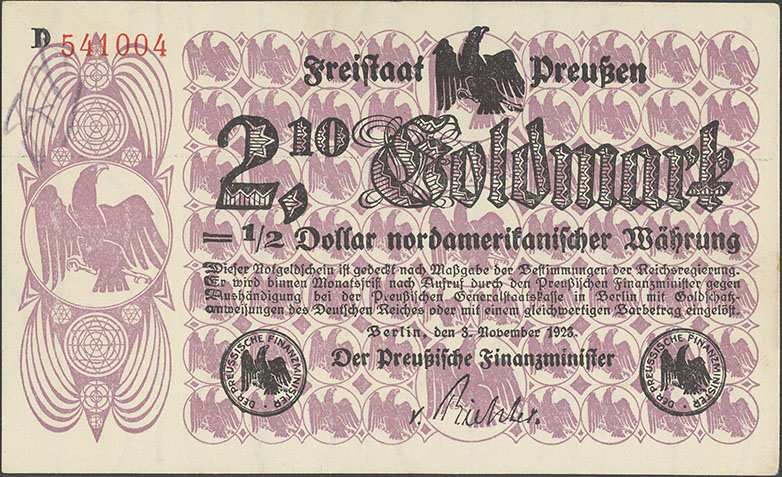 D 541004
Freistaat Preußen
2,10 Goldmark
= 1/2 Dollar nordamerikanischer Währung
Dieser Notgeldschein ist gedeckt nach Maßgabe der Bestimmungen der Reichsregierung.
Er wird binnen Monatsfrist nach Aufruf durch den Preußischen Finanzminister gegen
Aushändigung bei der Preußischen Generalstaatskasse in Berlin mit Goldschatz-
anweisungen des Deutschen Reiches oder mit einem gleichwertigen Barbetrag eingelöst.
Berlin, den 3. November 1923.
Der Preußische Finanzminister
DER PREUSSISCHE FINANZMINISTER
v. Richter.
DER PREUSSISCHE FINANZMINISTER